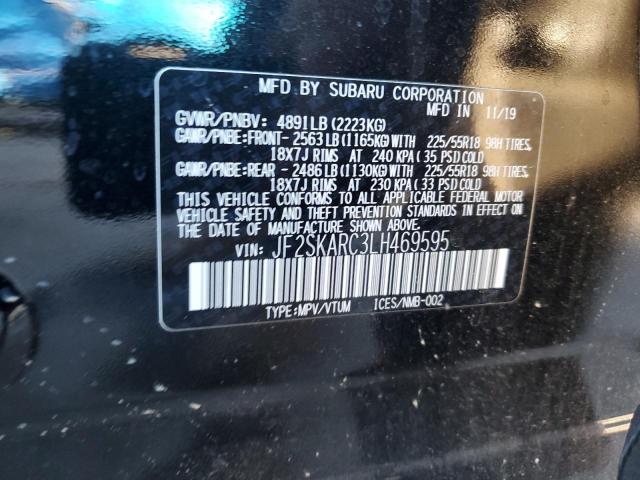 MFD BY SUBARU CORPORATION
MFD IN 11/19
GVWR/PNBV: 4891LB (2223KG)
GAWR/PNBE:FRONT- 2563LB (1165KG)WITH 225/55R18 98H TIRES,
18X7J RIMS AT 240 KPA (35 PSI) COLD
GAWR/PNBE:REAR - 2486LB (1130KG) WITH 225/55R18 98H TIRES,
18X7J RIMS AT 230 KPA (33 PSI) COLD
THIS VEHICLE CONFORMS TO ALL APPLICABLE FEDERAL MOTOR
VEHICLE SAFETY AND THEFT PREVENTION STANDARDS IN EFFECT ON
THE DATE OF MANUFACTURE SHOWN ABOVE.
VIN: JF2SKARC3LH469595
TYPE:MPV/VTUM ICES/NMB-002